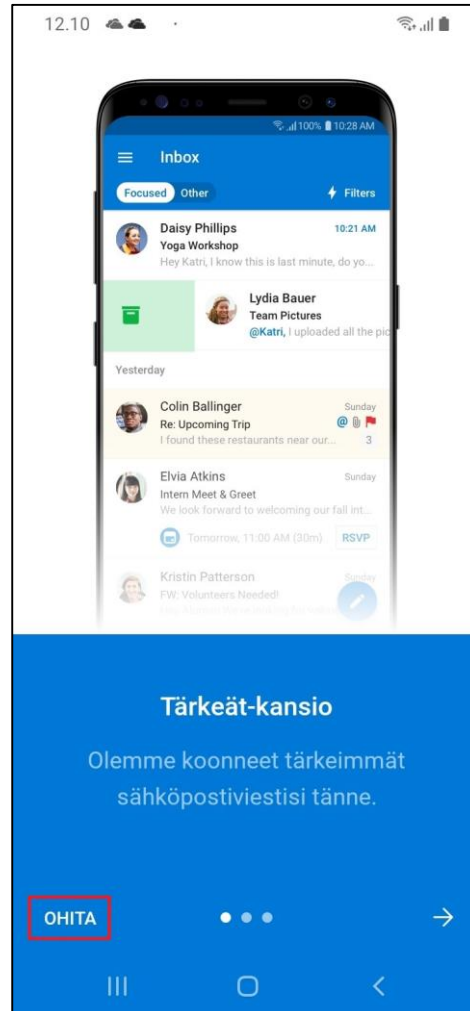 12.10
100% 10:28 AM
Inbox
Focused Other Filters
Daisy Phillips 10:21 AM
Yoga Workshop
Hey Katri, I know this is last minute, do yo...
Lydia Bauer
Team Pictures
@Katri, I uploaded all the pic
Yesterday
Colin Ballinger Sunday
Re: Upcoming Trip @
I found these restaurants near our... 3
Elvia Atkins Sunday
Intern Meet & Greet
We look forward to welcoming our fall int...
Tomorrow, 11:00 AM (30m) RSVP
Kristin Patterson Sunday
FW: Volunteers Needed!
Tärkeät-kansio
Olemme koonneet tärkeimmät
sähköpostiviestisi tänne.
OHITA